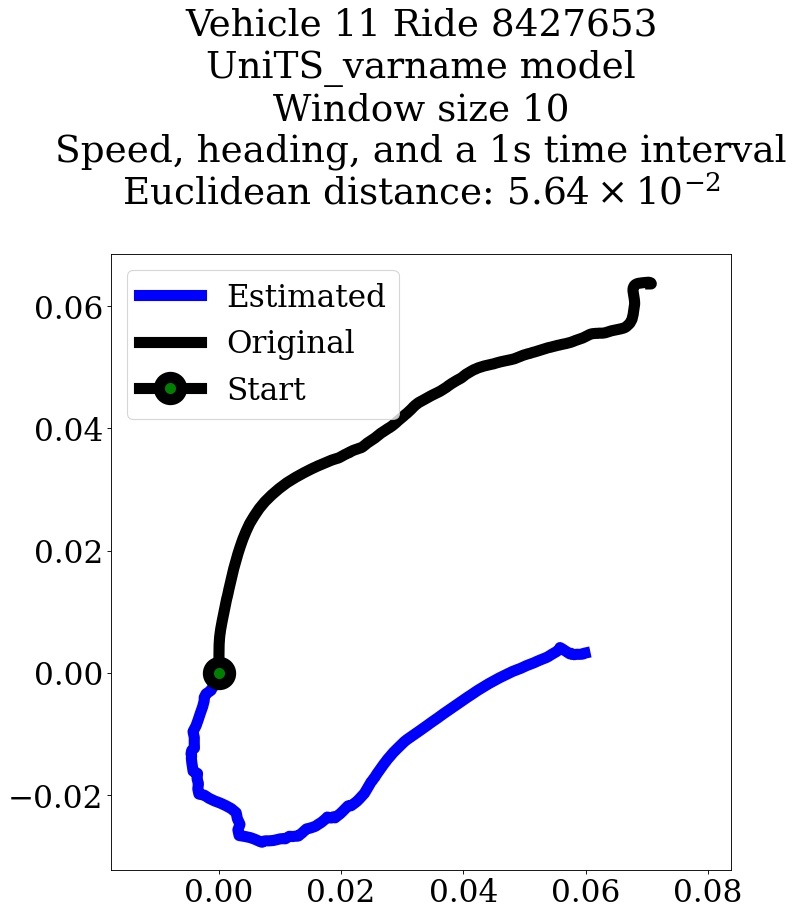 Vehicle 11 Ride 8427653
UniTS_varname model
Window size 10
Speed, heading, and a 1s time interval
Euclidean distance: 5.64 × 10⁻²
Estimated
Original
Start
0.06
0.04
0.02
0.00
−0.02
0.00 0.02 0.04 0.06 0.08